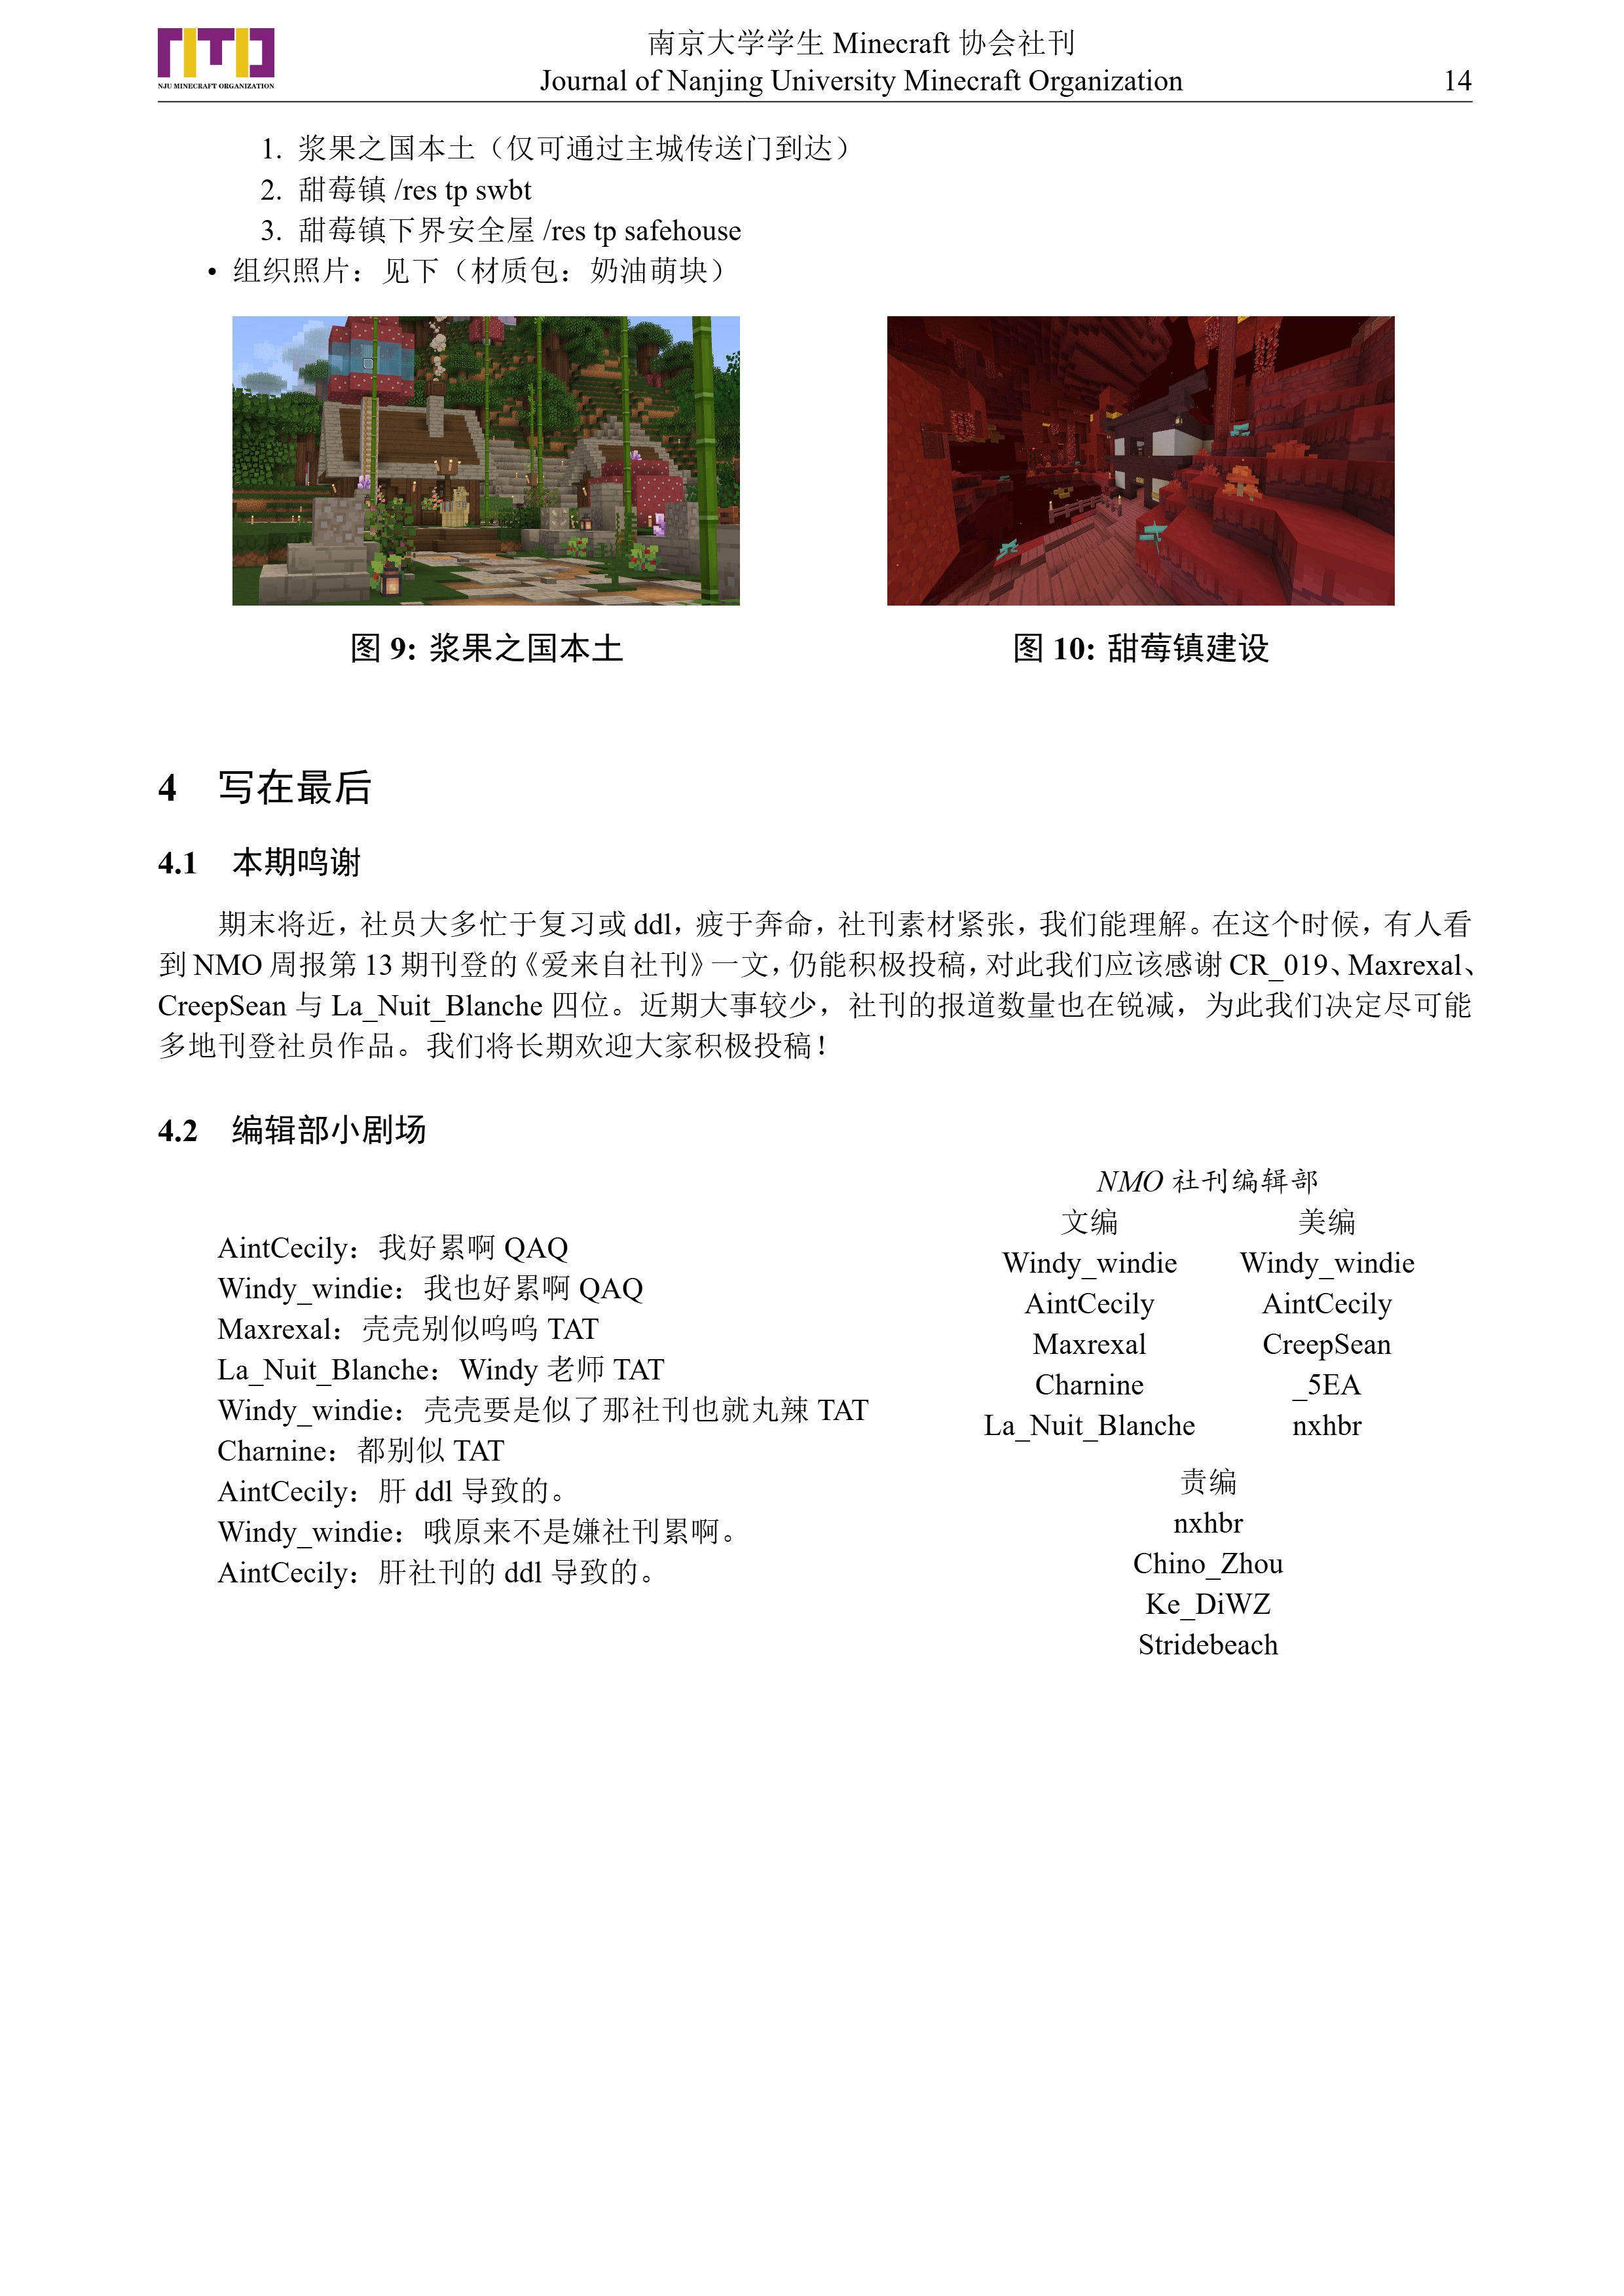 NJU MINECRAFT ORGANIZATION
南京大学学生 Minecraft 协会社刊
Journal of Nanjing University Minecraft Organization
14
1. 浆果之国本土（仅可通过主城传送门到达）
2. 甜莓镇 /res tp swbt
3. 甜莓镇下界安全屋 /res tp safehouse
• 组织照片：见下（材质包：奶油萌块）
图 9: 浆果之国本土
图 10: 甜莓镇建设
4 写在最后
4.1 本期鸣谢
期末将近，社员大多忙于复习或 ddl，疲于奔命，社刊素材紧张，我们能理解。在这个时候，有人看
到 NMO 周报第 13 期刊登的《爱来自社刊》一文，仍能积极投稿，对此我们应该感谢 CR_019、Maxrexal、
CreepSean 与 La_Nuit_Blanche 四位。近期大事较少，社刊的报道数量也在锐减，为此我们决定尽可能
多地刊登社员作品。我们将长期欢迎大家积极投稿！
4.2 编辑部小剧场
AintCecily：我好累啊 QAQ
Windy_windie：我也好累啊 QAQ
Maxrexal：壳壳别似呜呜 TAT
La_Nuit_Blanche：Windy 老师 TAT
Windy_windie：壳壳要是似了那社刊也就丸辣 TAT
Charnine：都别似 TAT
AintCecily：肝 ddl 导致的。
Windy_windie：哦原来不是嫌社刊累啊。
AintCecily：肝社刊的 ddl 导致的。
NMO 社刊编辑部
文编 美编
Windy_windie Windy_windie
AintCecily AintCecily
Maxrexal CreepSean
Charnine _5EA
La_Nuit_Blanche nxhbr
责编
nxhbr
Chino_Zhou
Ke_DiWZ
Stridebeach